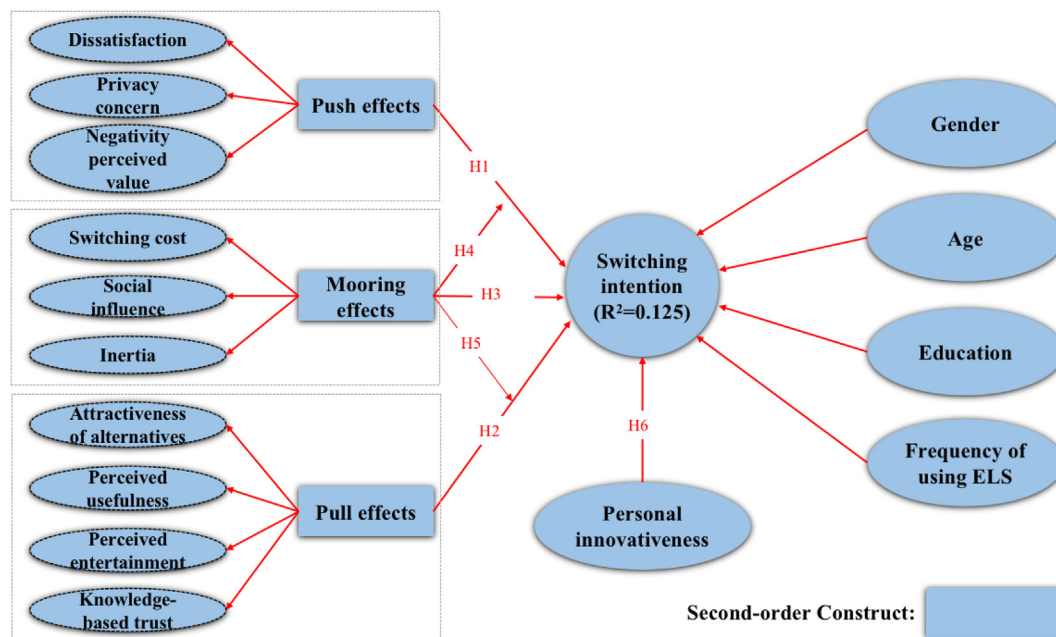 Dissatisfaction
Privacy
concern
Negativity
perceived
value
Push effects
H1
Switching cost
Social
influence
Inertia
Mooring
effects
H4
H3
H5
Attractiveness
of alternatives
Perceived
usefulness
Perceived
entertainment
Knowledge-
based trust
Pull effects
H2
Switching
intention
(R²=0.125)
H6
Personal
innovativeness
Gender
Age
Education
Frequency of
using ELS
Second-order Construct: